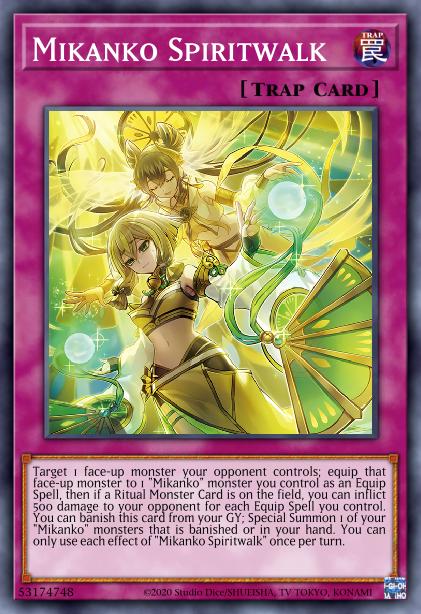 Mikanko Spiritwalk
TRAP
罠
[Trap Card]
Target 1 face-up monster your opponent controls; equip that
face-up monster to 1 "Mikanko" monster you control as an Equip
Spell, then if a Ritual Monster Card is on the field, you can inflict
500 damage to your opponent for each Equip Spell you control.
You can banish this card from your GY; Special Summon 1 of your
"Mikanko" monsters that is banished or in your hand. You can
only use each effect of "Mikanko Spiritwalk" once per turn.
53174748
©2020 Studio Dice/SHUEISHA, TV TOKYO, KONAMI